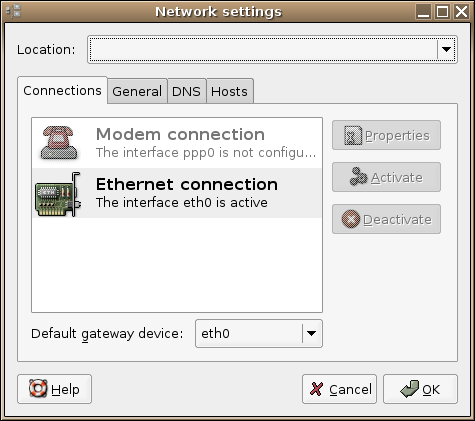 Network settings
Location:
Connections General DNS Hosts
Modem connection
The interface ppp0 is not configu...
Ethernet connection
The interface eth0 is active
Properties
Activate
Deactivate
Default gateway device: eth0
Help Cancel OK